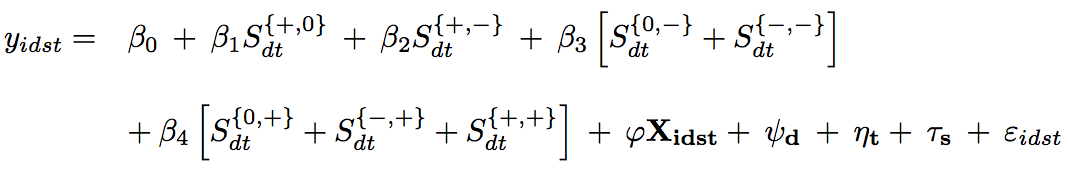 y_{idst} = β_0 + β_1 S_{dt}^{\{+,0\}} + β_2 S_{dt}^{\{+,−\}} + β_3 [ S_{dt}^{\{0,−\}} + S_{dt}^{\{−,−\}} ]
+ β_4 [ S_{dt}^{\{0,+\}} + S_{dt}^{\{−,+\}} + S_{dt}^{\{+,+\}} ] + φ\mathbf{X_{idst}} + ψ_\mathbf{d} + η_\mathbf{t} + τ_\mathbf{s} + ε_{idst}